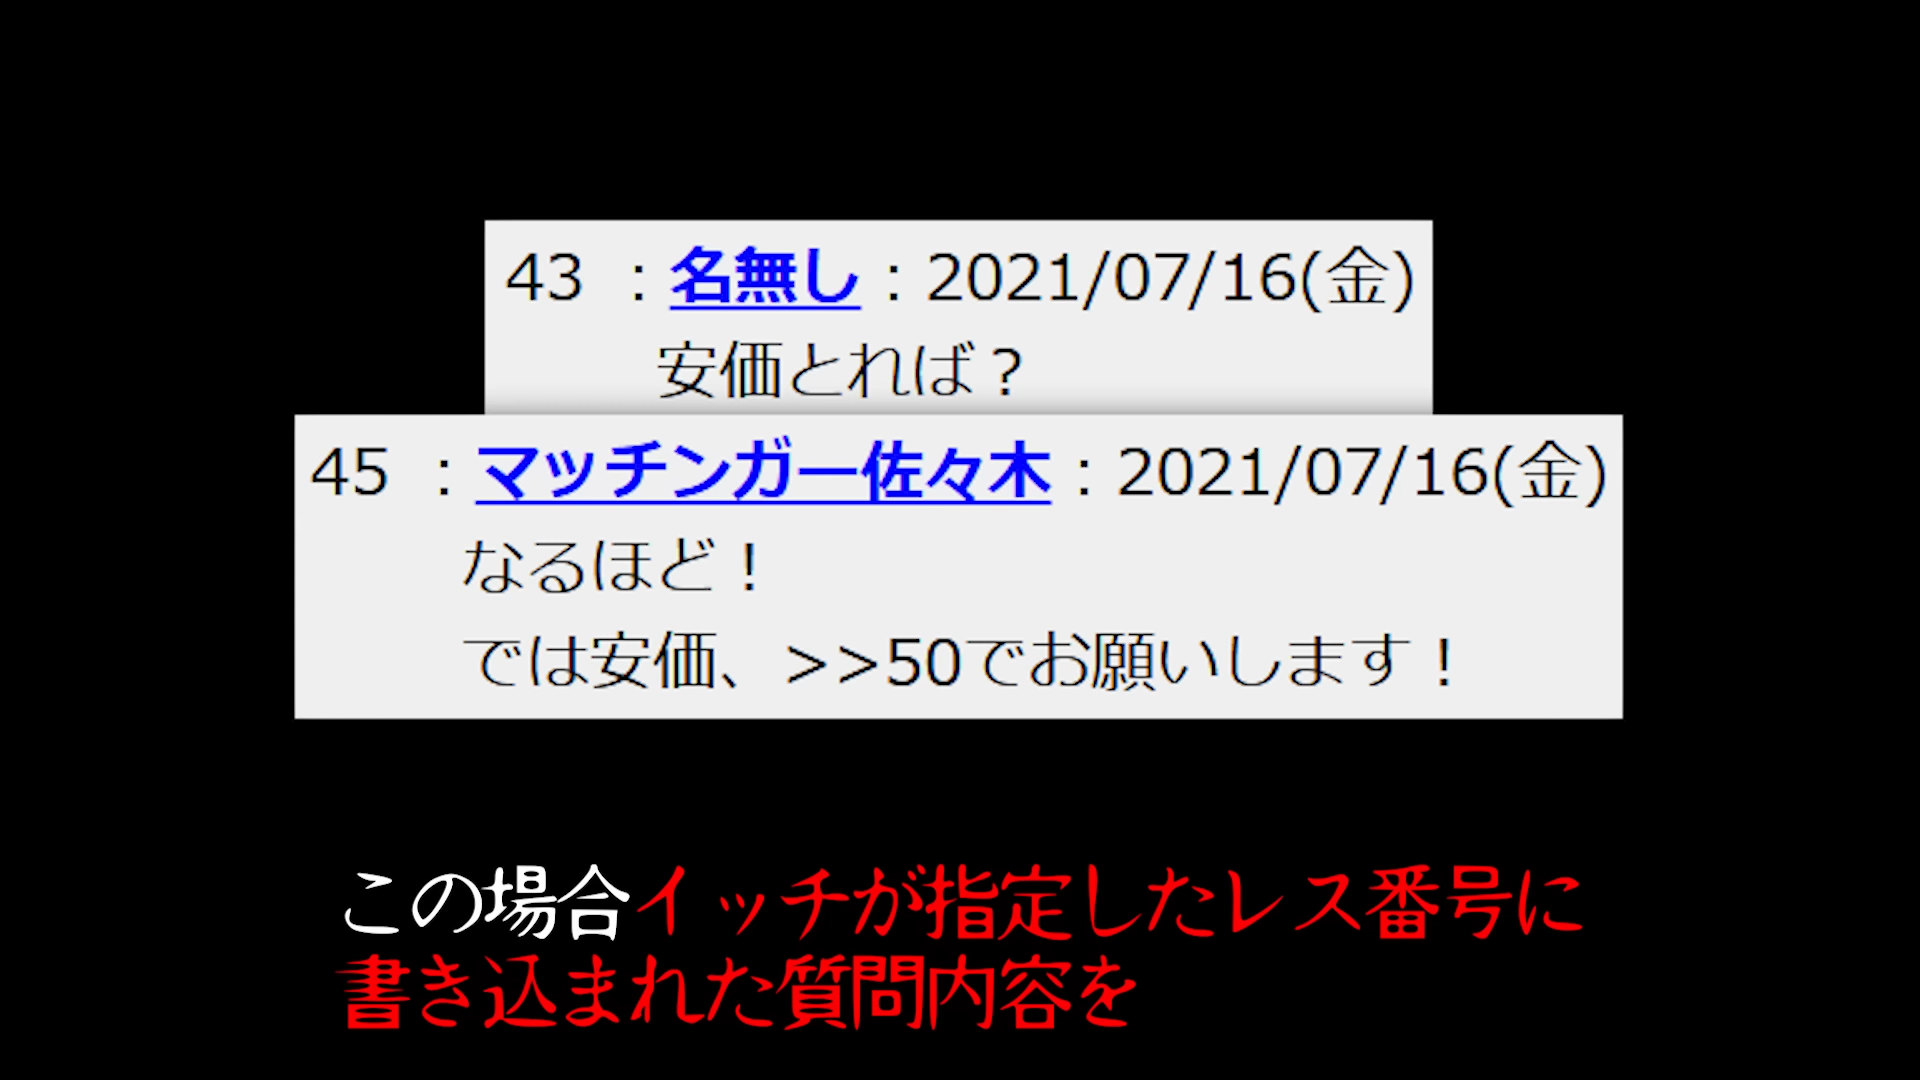 43 :名無し:2021/07/16(金)
安価とれば？
45 :マッチンガー佐々木:2021/07/16(金)
なるほど！
では安価、>>50でお願いします！
この場合イッチが指定したレス番号に
書き込まれた質問内容を